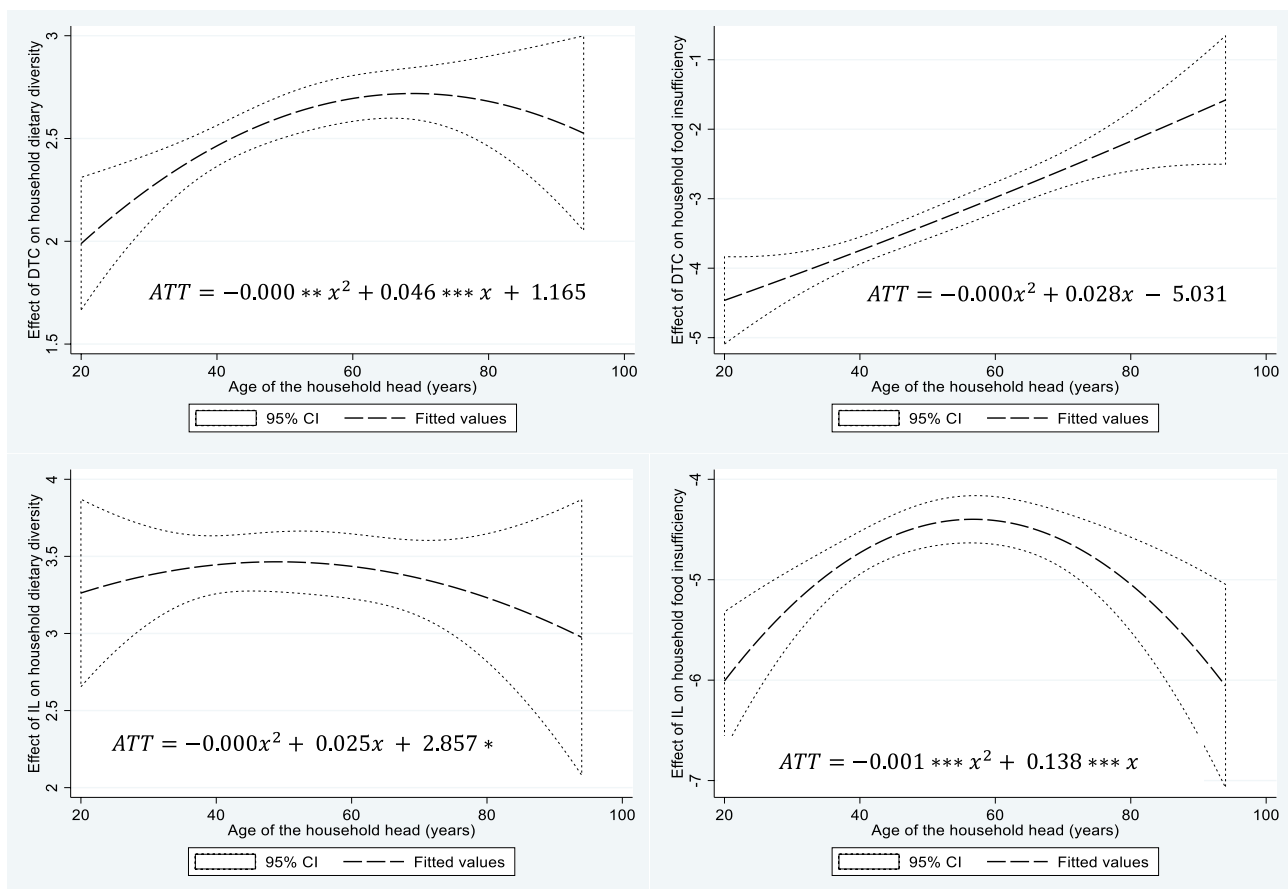 Effect of DTC on household dietary diversity
3
2.5
2
1.5
ATT = −0.000 ** x² + 0.046 *** x + 1.165
20 40 60 80 100
Age of the household head (years)
95% CI Fitted values
Effect of DTC on household food insufficiency
-1
-2
-3
-4
-5
ATT = −0.000x² + 0.028x − 5.031
20 40 60 80 100
Age of the household head (years)
95% CI Fitted values
Effect of IL on household dietary diversity
4
3.5
3
2.5
2
ATT = −0.000x² + 0.025x + 2.857 *
20 40 60 80 100
Age of the household head (years)
95% CI Fitted values
Effect of IL on household food insufficiency
-4
-5
-6
-7
ATT = −0.001 *** x² + 0.138 *** x
20 40 60 80 100
Age of the household head (years)
95% CI Fitted values